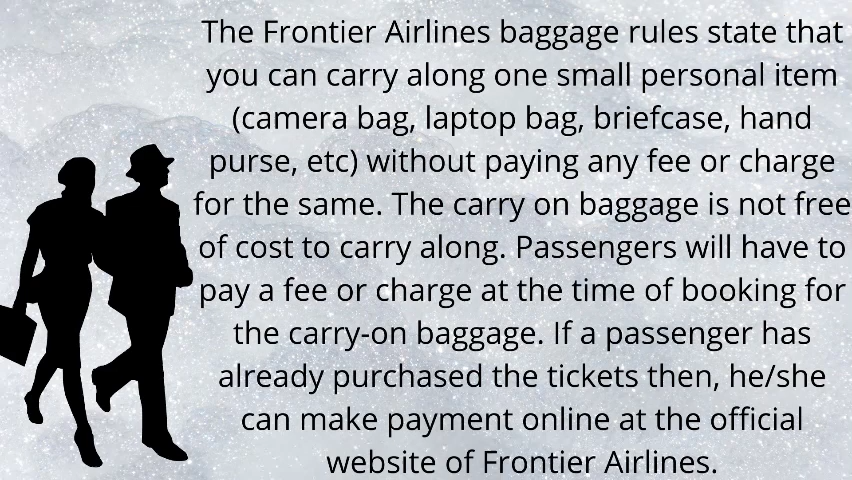 The Frontier Airlines baggage rules state that
you can carry along one small personal item
(camera bag, laptop bag, briefcase, hand
purse, etc) without paying any fee or charge
for the same. The carry on baggage is not free
of cost to carry along. Passengers will have to
pay a fee or charge at the time of booking for
the carry-on baggage. If a passenger has
already purchased the tickets then, he/she
can make payment online at the official
website of Frontier Airlines.